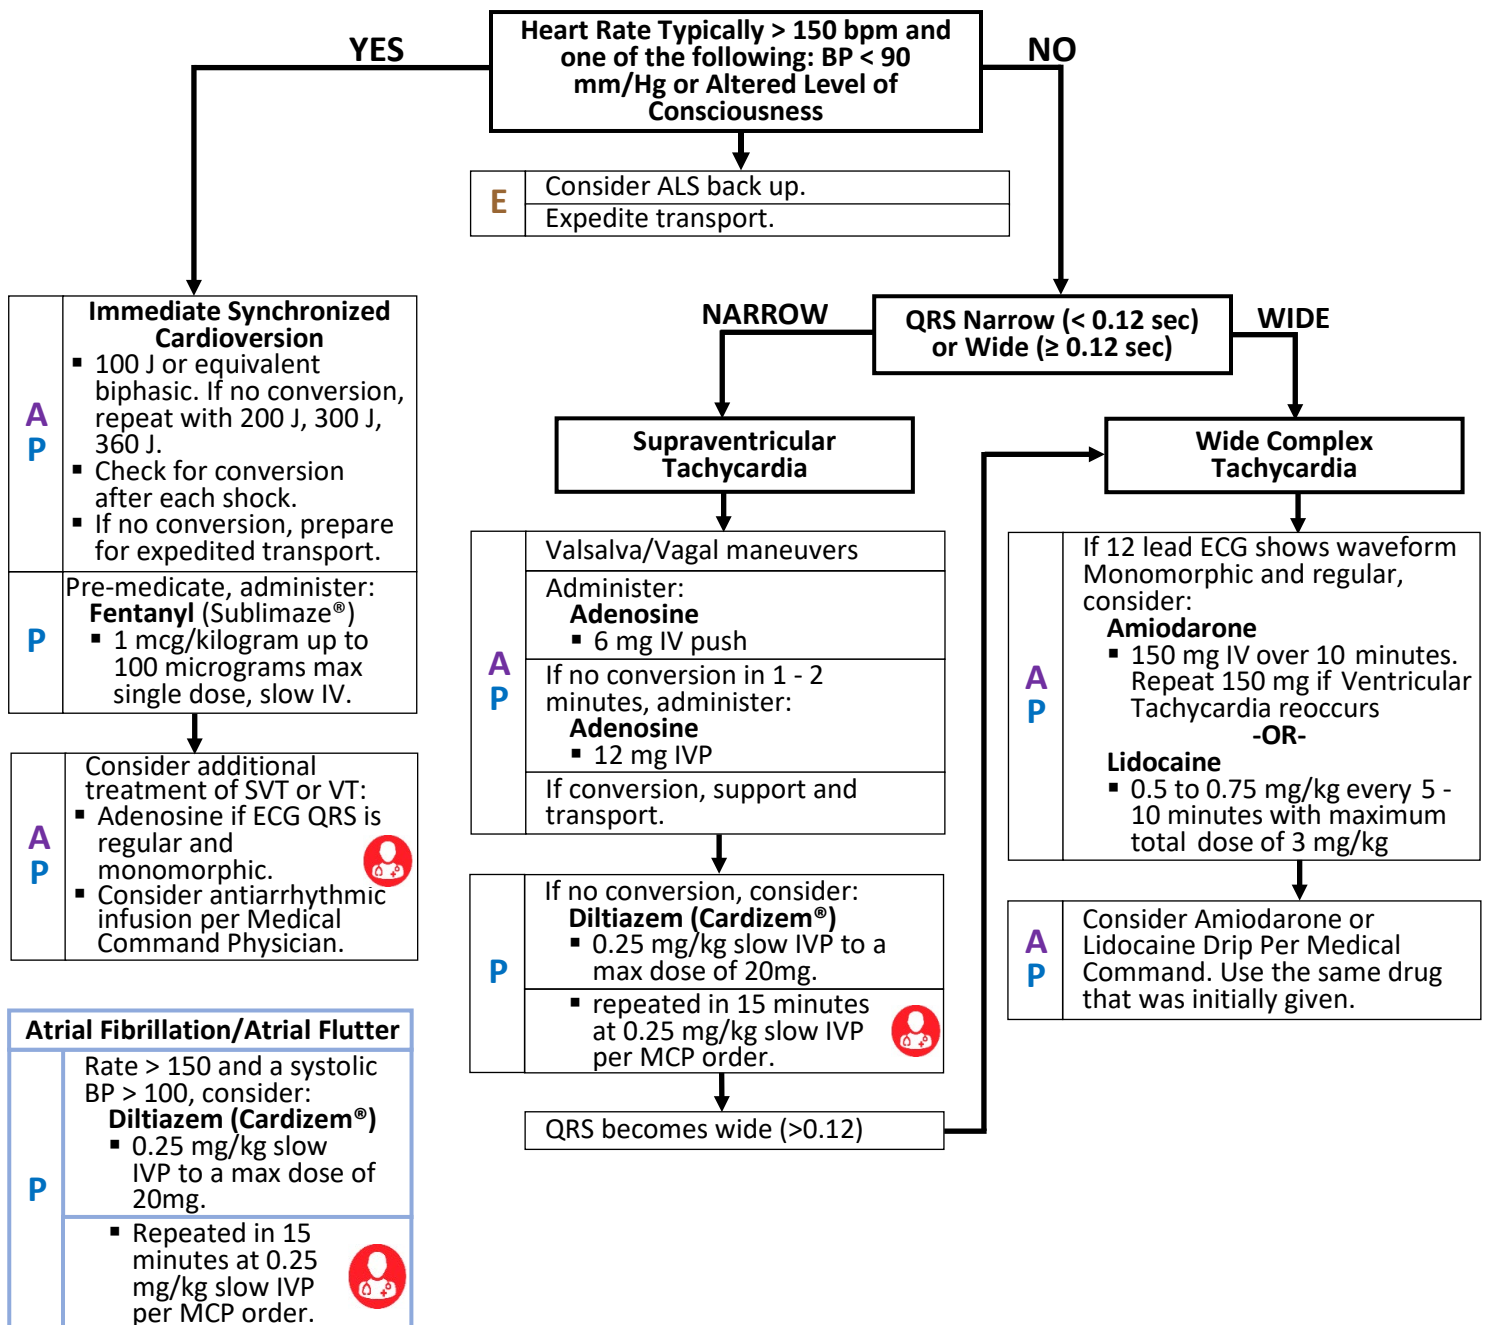 Heart Rate Typically > 150 bpm and
one of the following: BP < 90
mm/Hg or Altered Level of
Consciousness
YES
NO
E
Consider ALS back up.
Expedite transport.
A
P
Immediate Synchronized
Cardioversion
▪ 100 J or equivalent
biphasic. If no conversion,
repeat with 200 J, 300 J,
360 J.
▪ Check for conversion
after each shock.
▪ If no conversion, prepare
for expedited transport.
P
Pre-medicate, administer:
Fentanyl (Sublimaze®)
▪ 1 mcg/kilogram up to
100 micrograms max
single dose, slow IV.
A
P
Consider additional
treatment of SVT or VT:
▪ Adenosine if ECG QRS is
regular and
monomorphic.
▪ Consider antiarrhythmic
infusion per Medical
Command Physician.
Atrial Fibrillation/Atrial Flutter
P
Rate > 150 and a systolic
BP > 100, consider:
Diltiazem (Cardizem®)
▪ 0.25 mg/kg slow
IVP to a max dose of
20mg.
▪ Repeated in 15
minutes at 0.25
mg/kg slow IVP
per MCP order.
QRS Narrow (< 0.12 sec)
or Wide (≥ 0.12 sec)
NARROW
WIDE
Supraventricular
Tachycardia
A
P
Valsalva/Vagal maneuvers
Administer:
Adenosine
▪ 6 mg IV push
If no conversion in 1 - 2
minutes, administer:
Adenosine
▪ 12 mg IVP
If conversion, support and
transport.
P
If no conversion, consider:
Diltiazem (Cardizem®)
▪ 0.25 mg/kg slow IVP to a
max dose of 20mg.
▪ repeated in 15 minutes
at 0.25 mg/kg slow IVP
per MCP order.
QRS becomes wide (>0.12)
Wide Complex
Tachycardia
A
P
If 12 lead ECG shows waveform
Monomorphic and regular,
consider:
Amiodarone
▪ 150 mg IV over 10 minutes.
Repeat 150 mg if Ventricular
Tachycardia reoccurs
-OR-
Lidocaine
▪ 0.5 to 0.75 mg/kg every 5 -
10 minutes with maximum
total dose of 3 mg/kg
A
P
Consider Amiodarone or
Lidocaine Drip Per Medical
Command. Use the same drug
that was initially given.